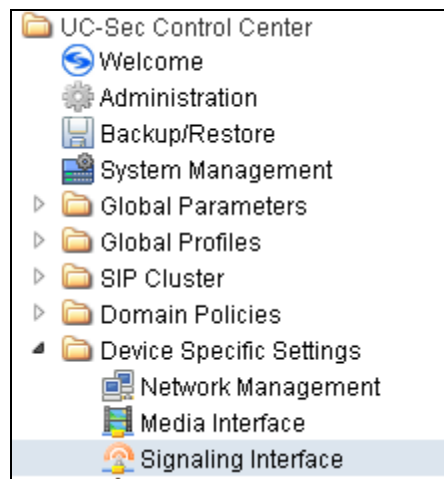 UC-Sec Control Center
Welcome
Administration
Backup/Restore
System Management
Global Parameters
Global Profiles
SIP Cluster
Domain Policies
Device Specific Settings
Network Management
Media Interface
Signaling Interface